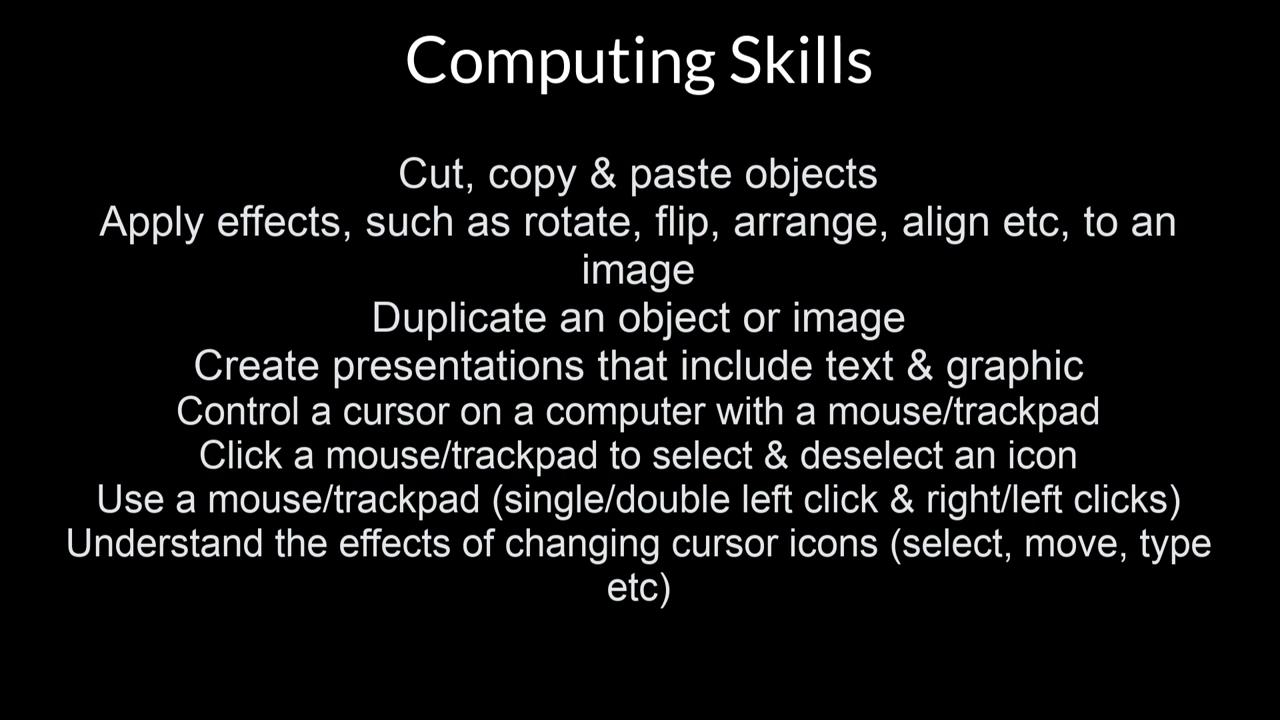 Computing Skills
Cut, copy & paste objects
Apply effects, such as rotate, flip, arrange, align etc, to an
image
Duplicate an object or image
Create presentations that include text & graphic
Control a cursor on a computer with a mouse/trackpad
Click a mouse/trackpad to select & deselect an icon
Use a mouse/trackpad (single/double left click & right/left clicks)
Understand the effects of changing cursor icons (select, move, type
etc)